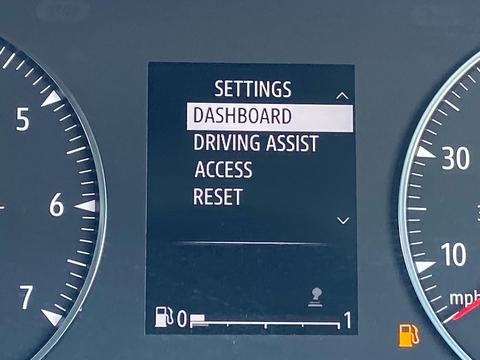 SETTINGS
DASHBOARD
DRIVING ASSIST
ACCESS
RESET
0 1
5
6
7
30
10
mph